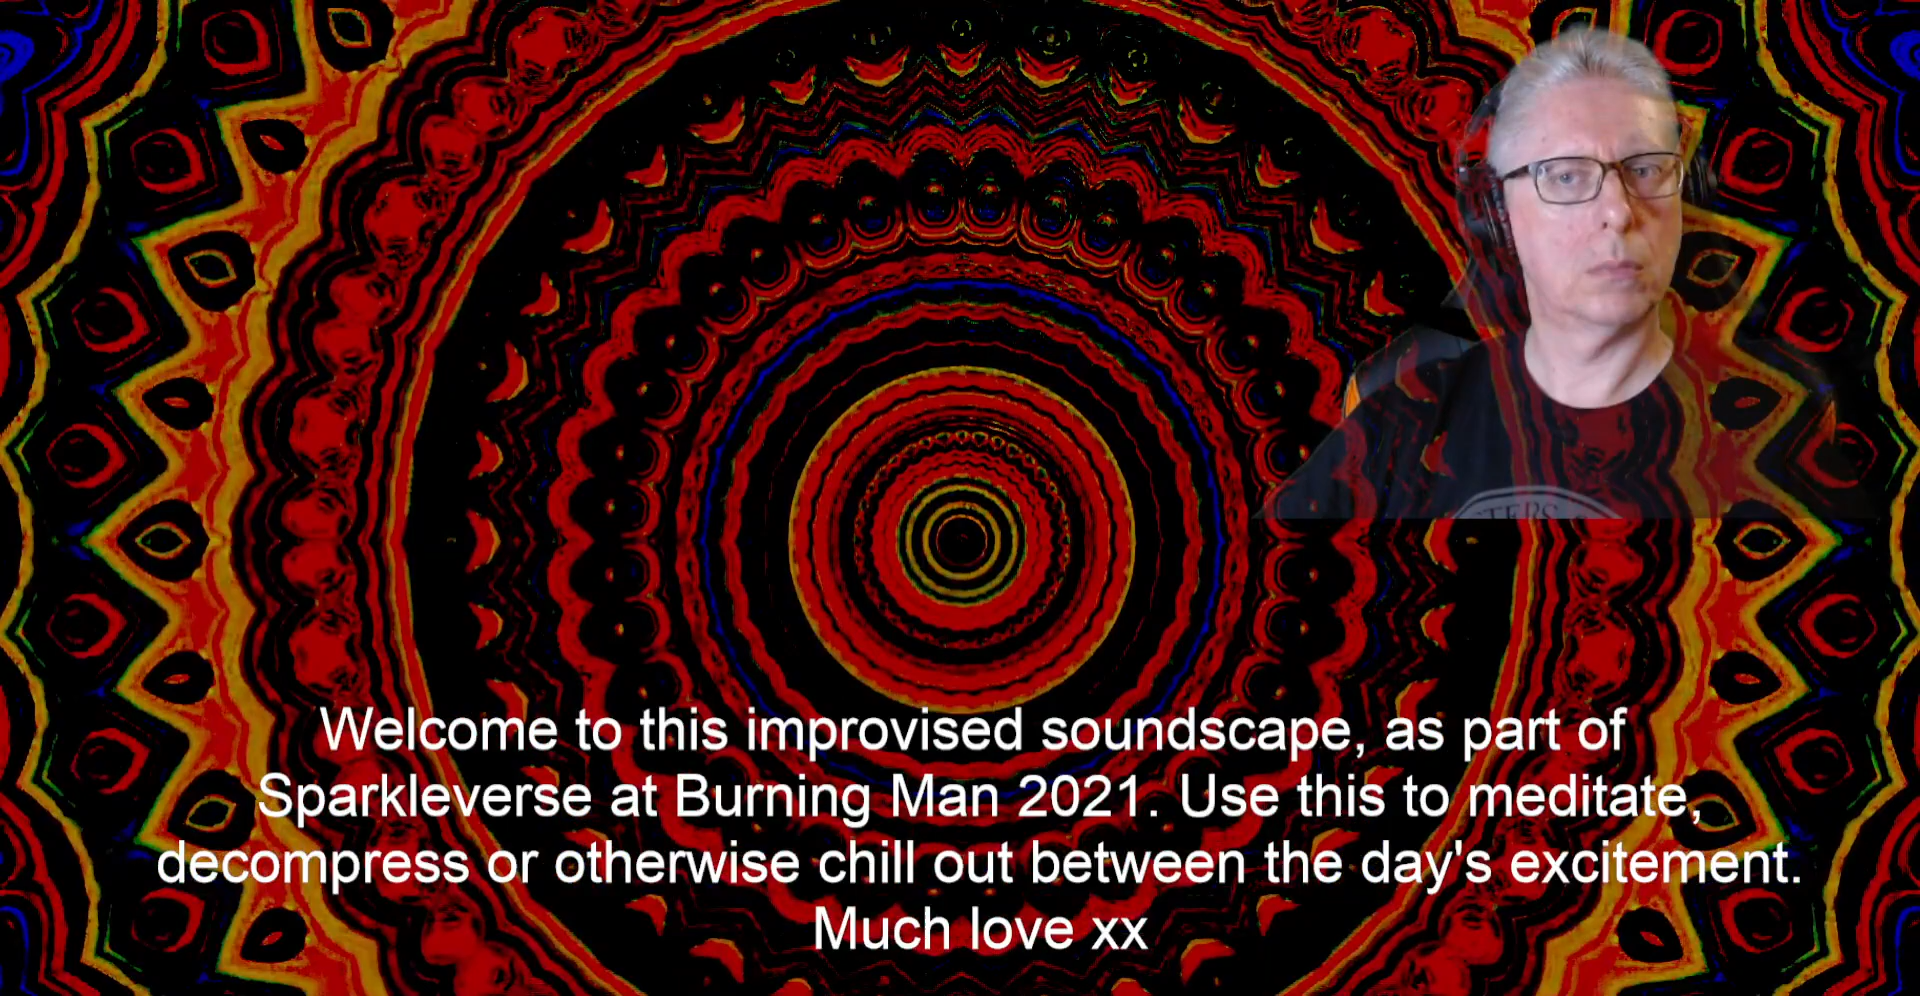 Welcome to this improvised soundscape, as part of
Sparkleverse at Burning Man 2021. Use this to meditate,
decompress or otherwise chill out between the day's excitement.
Much love xx